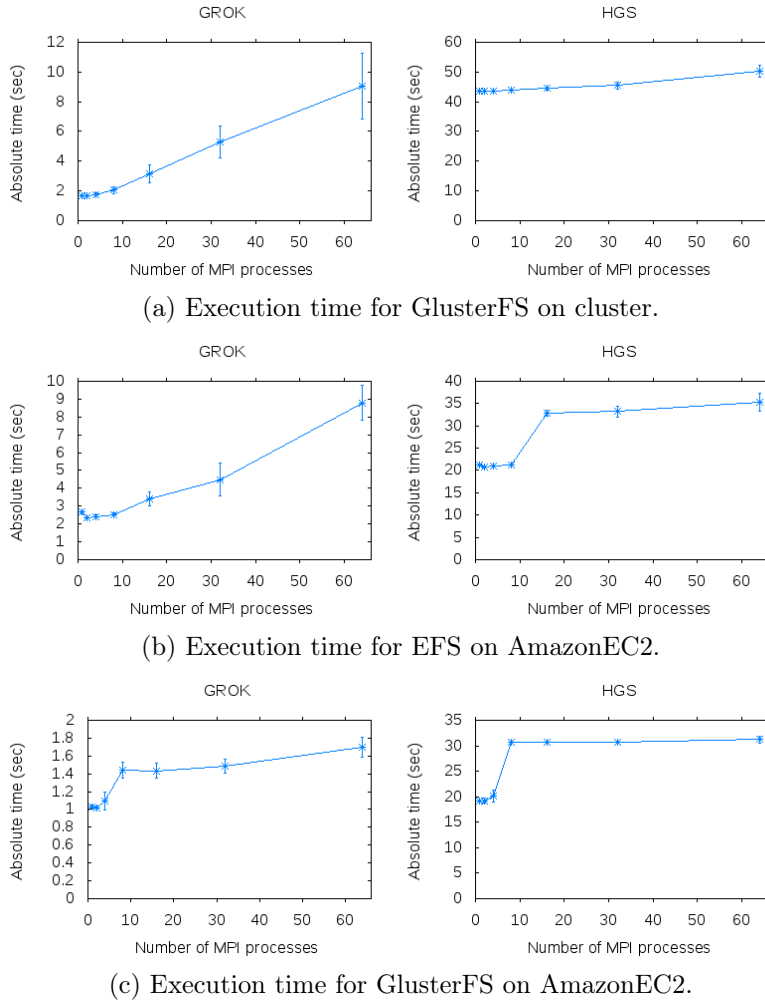 GROK
HGS
12
10
8
6
4
2
0
Absolute time (sec)
0 10 20 30 40 50 60
Number of MPI processes
60
50
40
30
20
10
0
Absolute time (sec)
0 10 20 30 40 50 60
Number of MPI processes
(a) Execution time for GlusterFS on cluster.
GROK
HGS
10
9
8
7
6
5
4
3
2
1
0
Absolute time (sec)
0 10 20 30 40 50 60
Number of MPI processes
40
35
30
25
20
15
10
5
0
Absolute time (sec)
0 10 20 30 40 50 60
Number of MPI processes
(b) Execution time for EFS on AmazonEC2.
GROK
HGS
2
1.8
1.6
1.4
1.2
1
0.8
0.6
0.4
0.2
0
Absolute time (sec)
0 10 20 30 40 50 60
Number of MPI processes
35
30
25
20
15
10
5
0
Absolute time (sec)
0 10 20 30 40 50 60
Number of MPI processes
(c) Execution time for GlusterFS on AmazonEC2.